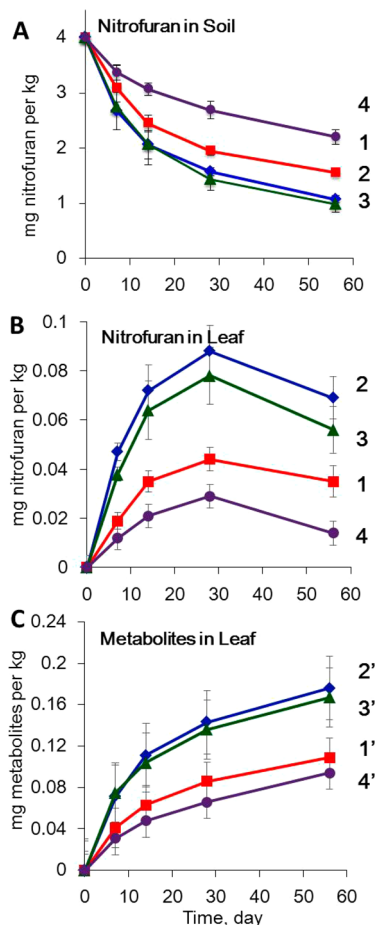 A
Nitrofuran in Soil
mg nitrofuran per kg
4
3
2
1
0
0 10 20 30 40 50 60
4
1
2
3
B
Nitrofuran in Leaf
mg nitrofuran per kg
0.1
0.08
0.06
0.04
0.02
0
0 10 20 30 40 50 60
2
3
1
4
C
Metabolites in Leaf
mg metabolites per kg
0.24
0.2
0.16
0.12
0.08
0.04
0
0 10 20 30 40 50 60
2’
3’
1’
4’
Time, day